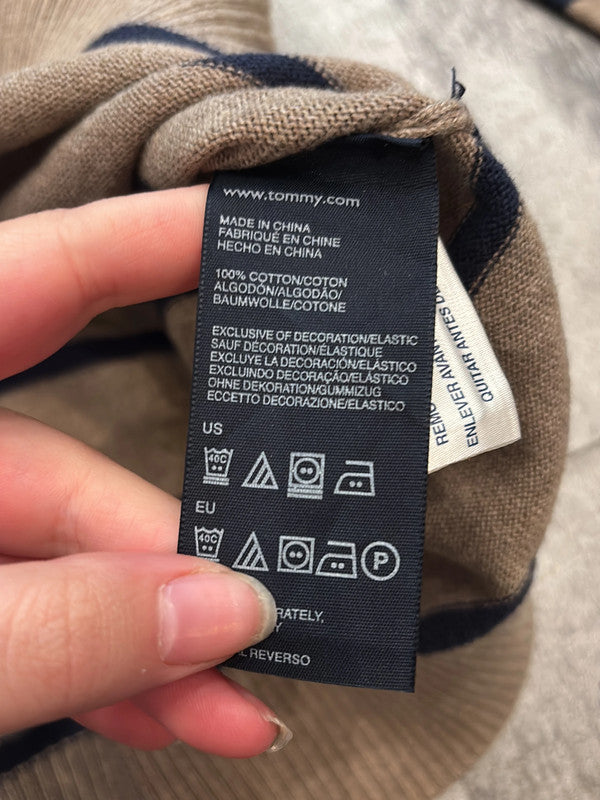 www.tommy.com
MADE IN CHINA
FABRIQUÉ EN CHINE
HECHO EN CHINA
100% COTTON/COTON
ALGODÓN/ALGODÃO/
BAUMWOLLE/COTONE
EXCLUSIVE OF DECORATION/ELASTIC
SAUF DÉCORATION/ÉLASTIQUE
EXCLUYE LA DECORACIÓN/ELÁSTICO
EXCLUINDO DECORAÇÃO/ELÁSTICO
OHNE DEKORATION/GUMMIZUG
ECCETTO DECORAZIONE/ELASTICO
US
40C
EU
40C
P
REVERSO
ENLEVER
QUITAR ANTES